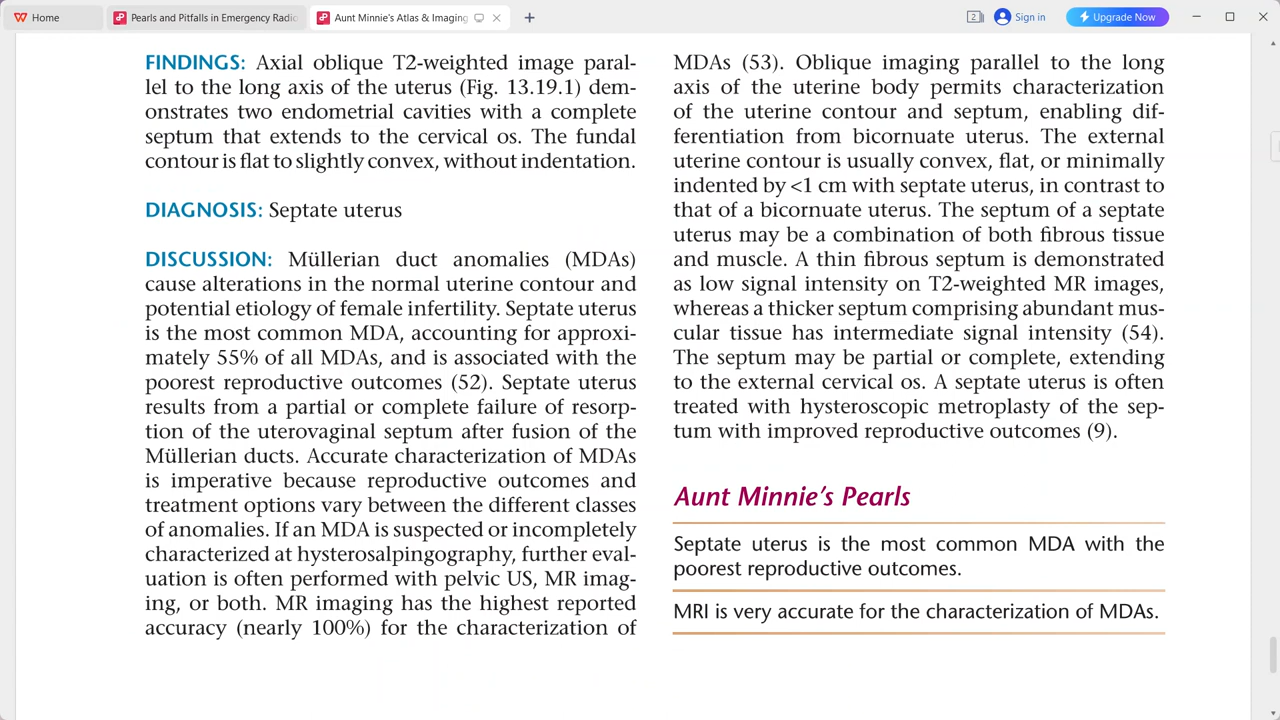 Home
Pearls and Pitfalls in Emergency Radio
Aunt Minnie's Atlas & Imaging
2
Sign in
Upgrade Now
FINDINGS: Axial oblique T2-weighted image paral-
lel to the long axis of the uterus (Fig. 13.19.1) dem-
onstrates two endometrial cavities with a complete
septum that extends to the cervical os. The fundal
contour is flat to slightly convex, without indentation.
DIAGNOSIS: Septate uterus
DISCUSSION: Müllerian duct anomalies (MDAs)
cause alterations in the normal uterine contour and
potential etiology of female infertility. Septate uterus
is the most common MDA, accounting for approxi-
mately 55% of all MDAs, and is associated with the
poorest reproductive outcomes (52). Septate uterus
results from a partial or complete failure of resorp-
tion of the uterovaginal septum after fusion of the
Müllerian ducts. Accurate characterization of MDAs
is imperative because reproductive outcomes and
treatment options vary between the different classes
of anomalies. If an MDA is suspected or incompletely
characterized at hysterosalpingography, further eval-
uation is often performed with pelvic US, MR imag-
ing, or both. MR imaging has the highest reported
accuracy (nearly 100%) for the characterization of
MDAs (53). Oblique imaging parallel to the long
axis of the uterine body permits characterization
of the uterine contour and septum, enabling dif-
ferentiation from bicornuate uterus. The external
uterine contour is usually convex, flat, or minimally
indented by <1 cm with septate uterus, in contrast to
that of a bicornuate uterus. The septum of a septate
uterus may be a combination of both fibrous tissue
and muscle. A thin fibrous septum is demonstrated
as low signal intensity on T2-weighted MR images,
whereas a thicker septum comprising abundant mus-
cular tissue has intermediate signal intensity (54).
The septum may be partial or complete, extending
to the external cervical os. A septate uterus is often
treated with hysteroscopic metroplasty of the sep-
tum with improved reproductive outcomes (9).
Aunt Minnie's Pearls
Septate uterus is the most common MDA with the
poorest reproductive outcomes.
MRI is very accurate for the characterization of MDAs.